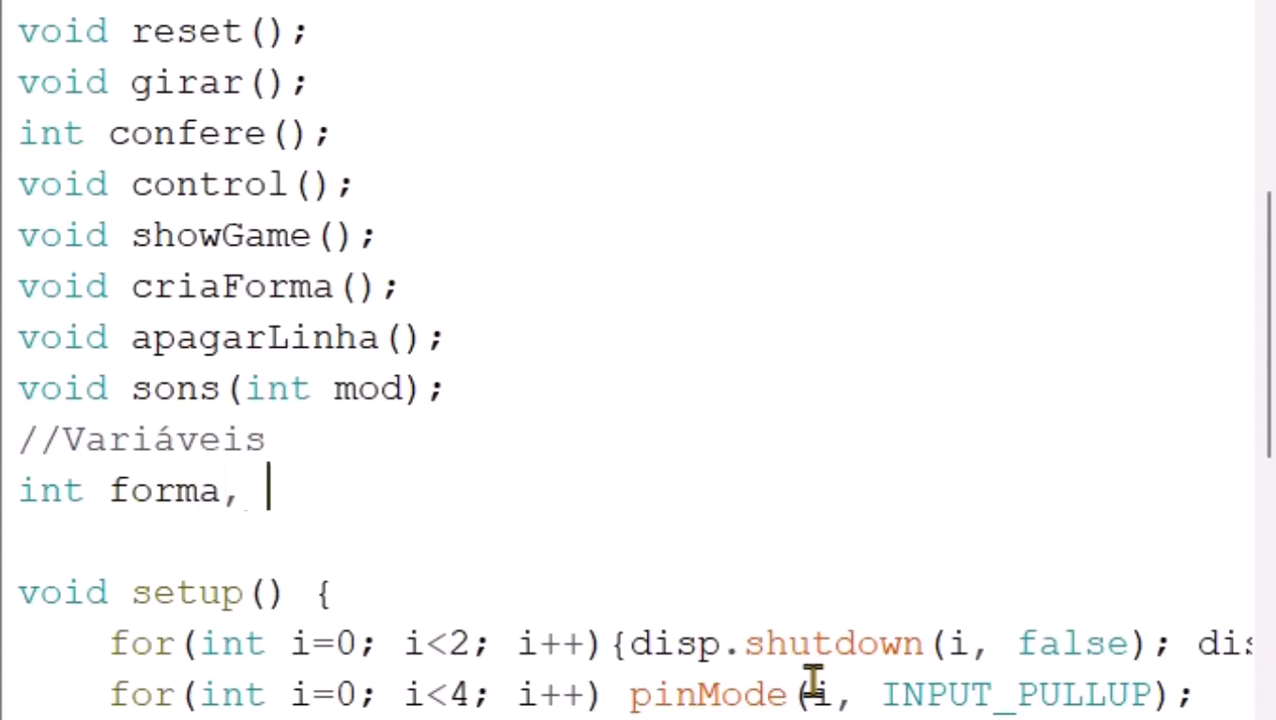 void reset();
void girar();
int confere();
void control();
void showGame();
void criaForma();
void apagarLinha();
void sons(int mod);
//Variáveis
int forma,
void setup() {
for(int i=0; i<2; i++){disp.shutdown(i, false); dis
for(int i=0; i<4; i++) pinMode(i, INPUT_PULLUP);